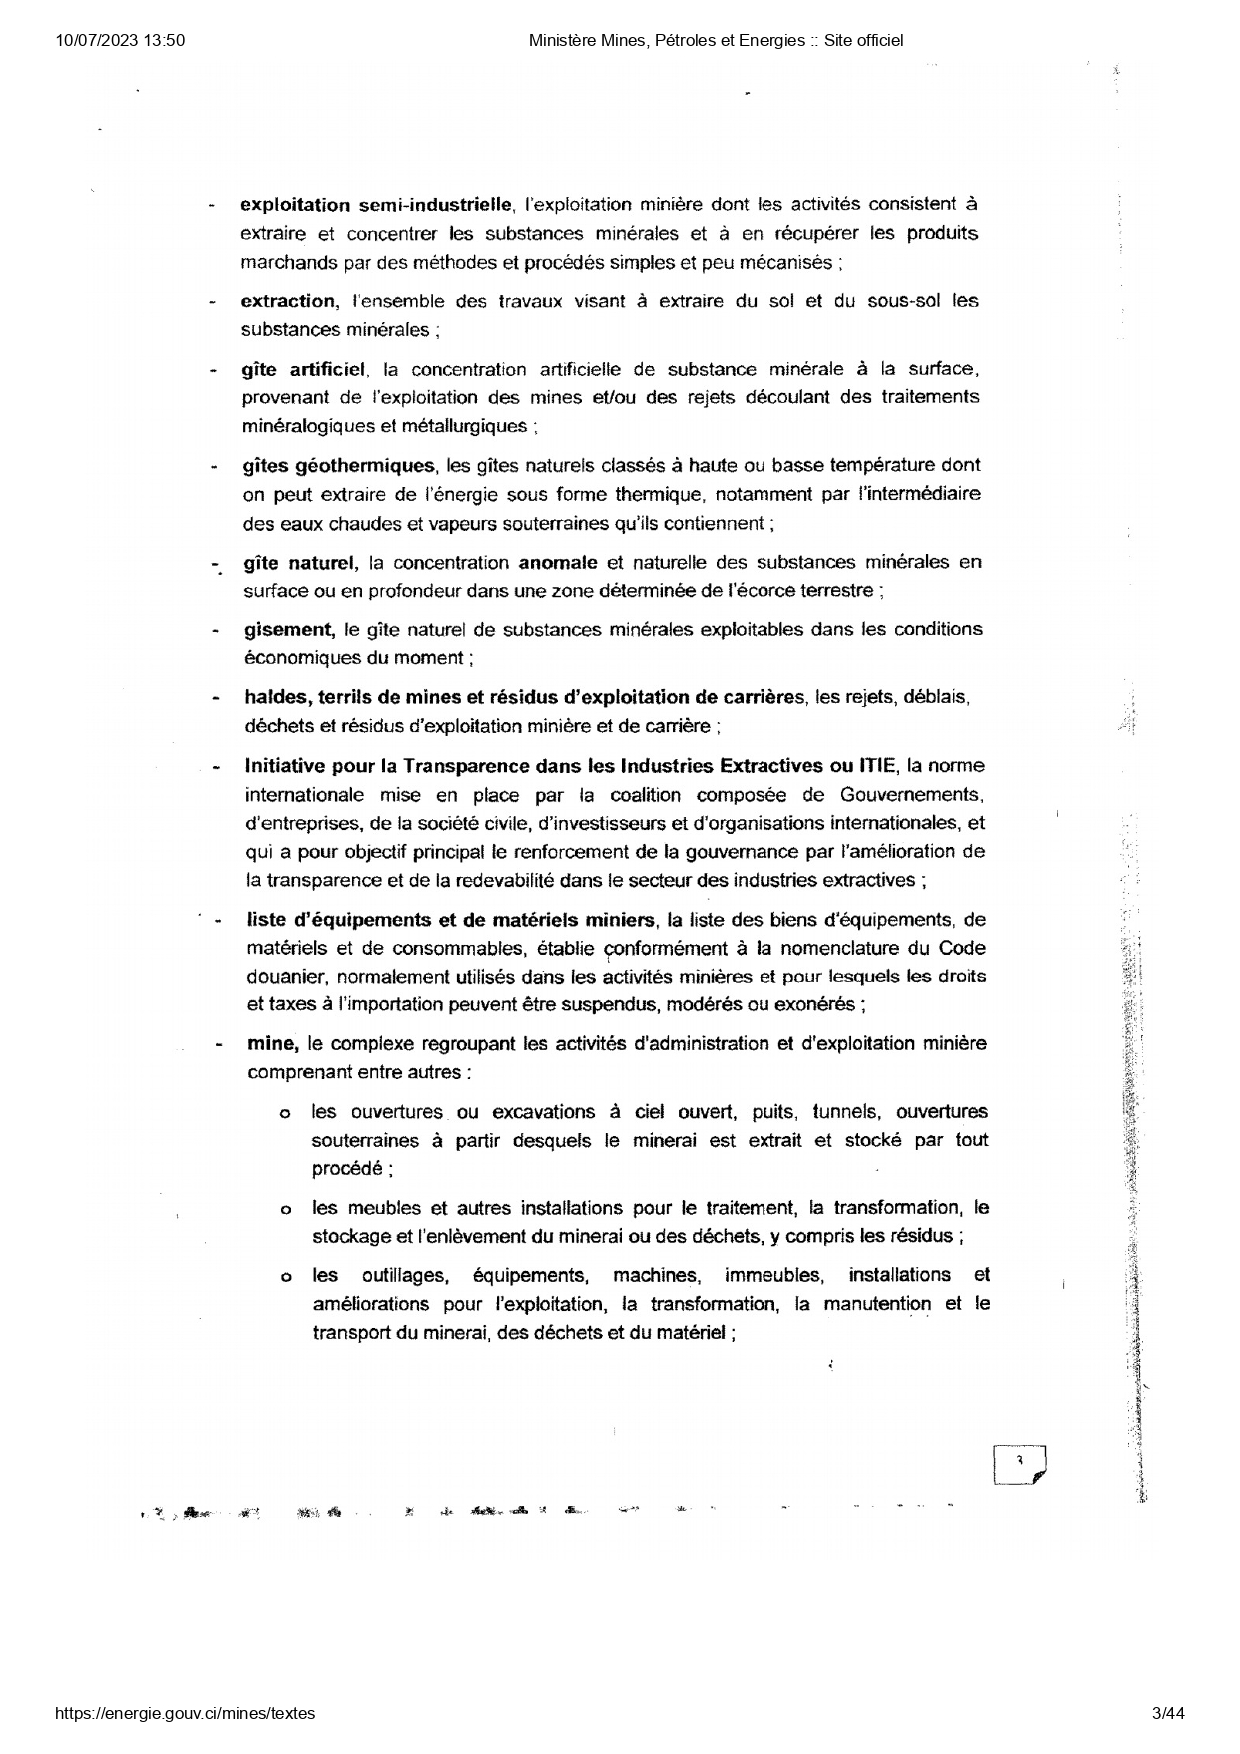 10/07/2023 13:50
Ministère Mines, Pétroles et Energies :: Site officiel
- exploitation semi-industrielle, l'exploitation minière dont les activités consistent à
extraire et concentrer les substances minérales et à en récupérer les produits
marchands par des méthodes et procédés simples et peu mécanisés ;
- extraction, l'ensemble des travaux visant à extraire du sol et du sous-sol les
substances minérales ;
- gîte artificiel, la concentration artificielle de substance minérale à la surface,
provenant de l'exploitation des mines et/ou des rejets découlant des traitements
minéralogiques et métallurgiques ;
- gîtes géothermiques, les gîtes naturels classés à haute ou basse température dont
on peut extraire de l'énergie sous forme thermique, notamment par l'intermédiaire
des eaux chaudes et vapeurs souterraines qu'ils contiennent ;
- gîte naturel, la concentration anomale et naturelle des substances minérales en
surface ou en profondeur dans une zone déterminée de l'écorce terrestre ;
- gisement, le gîte naturel de substances minérales exploitables dans les conditions
économiques du moment ;
- haldes, terrils de mines et résidus d'exploitation de carrières, les rejets, déblais,
déchets et résidus d'exploitation minière et de carrière ;
- Initiative pour la Transparence dans les Industries Extractives ou ITIE, la norme
internationale mise en place par la coalition composée de Gouvernements,
d'entreprises, de la société civile, d'investisseurs et d'organisations internationales, et
qui a pour objectif principal le renforcement de la gouvernance par l'amélioration de
la transparence et de la redevabilité dans le secteur des industries extractives ;
- liste d'équipements et de matériels miniers, la liste des biens d'équipements, de
matériels et de consommables, établie conformément à la nomenclature du Code
douanier, normalement utilisés dans les activités minières et pour lesquels les droits
et taxes à l'importation peuvent être suspendus, modérés ou exonérés ;
- mine, le complexe regroupant les activités d'administration et d'exploitation minière
comprenant entre autres :
o les ouvertures ou excavations à ciel ouvert, puits, tunnels, ouvertures
souterraines à partir desquels le minerai est extrait et stocké par tout
procédé ;
o les meubles et autres installations pour le traitement, la transformation, le
stockage et l'enlèvement du minerai ou des déchets, y compris les résidus ;
o les outillages, équipements, machines, immeubles, installations et
améliorations pour l'exploitation, la transformation, la manutention et le
transport du minerai, des déchets et du matériel ;
3
https://energie.gouv.ci/mines/textes
3/44